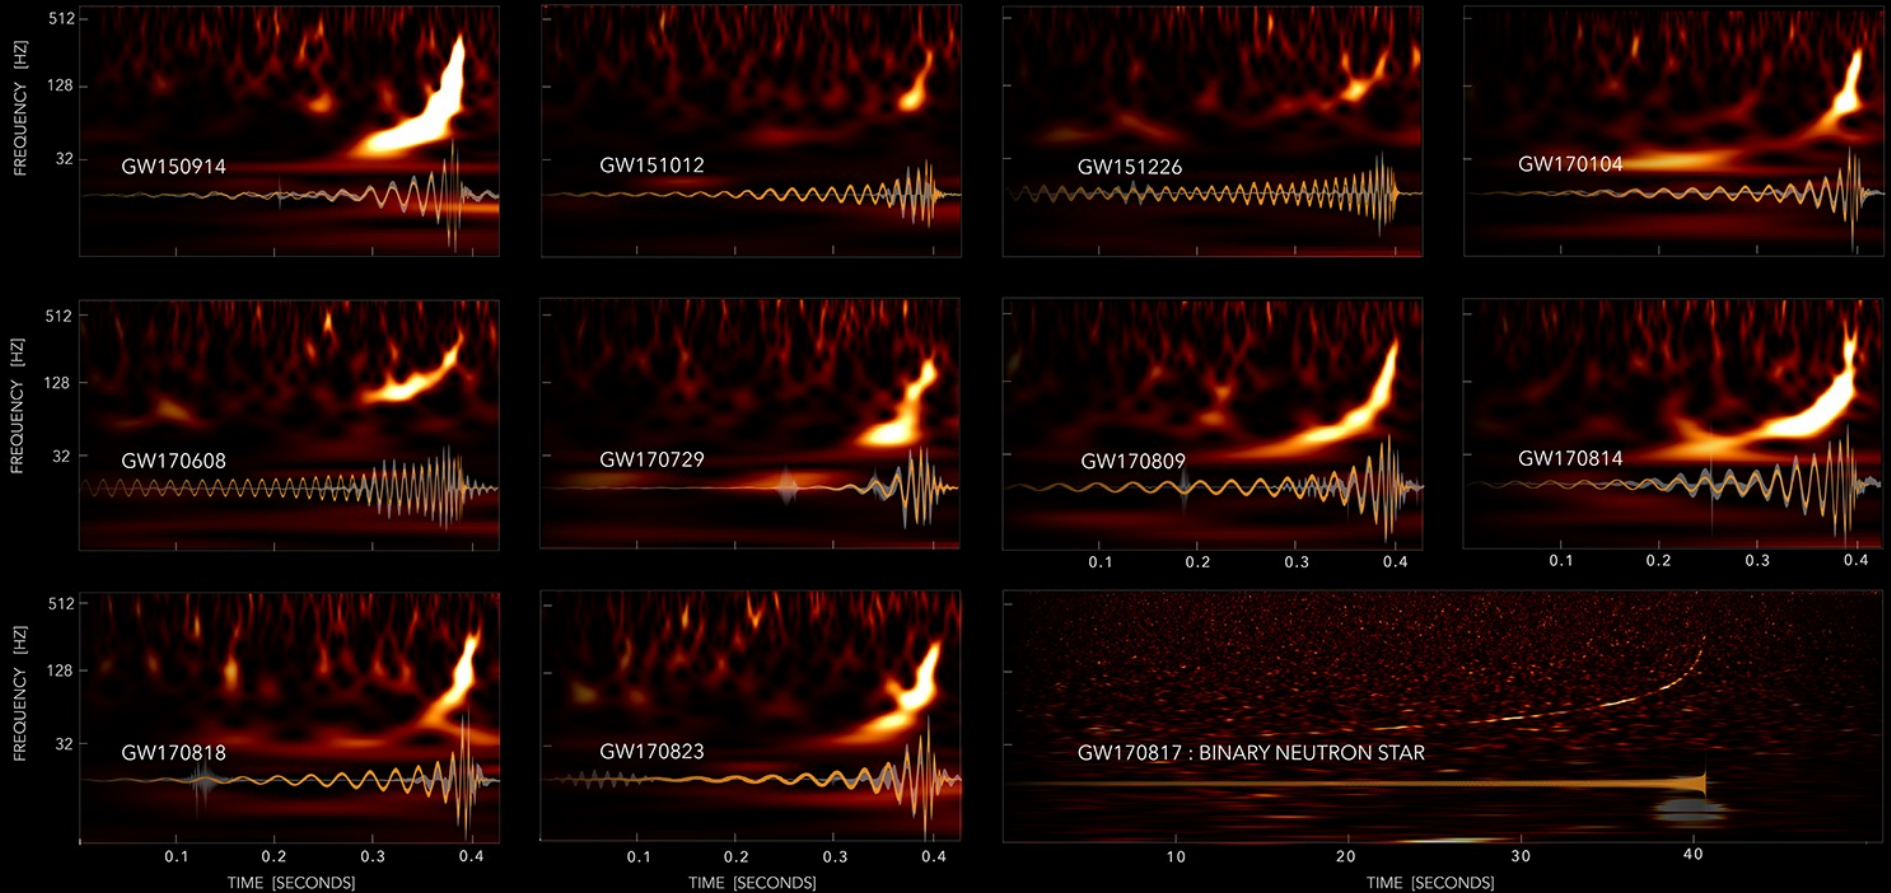 512
128
32
FREQUENCY [HZ]
GW150914
GW151012
GW151226
GW170104
512
128
32
FREQUENCY [HZ]
GW170608
GW170729
GW170809
GW170814
0.1 0.2 0.3 0.4
0.1 0.2 0.3 0.4
512
128
32
FREQUENCY [HZ]
GW170818
GW170823
GW170817 : BINARY NEUTRON STAR
0.1 0.2 0.3 0.4
0.1 0.2 0.3 0.4
10 20 30 40
TIME [SECONDS]
TIME [SECONDS]
TIME [SECONDS]